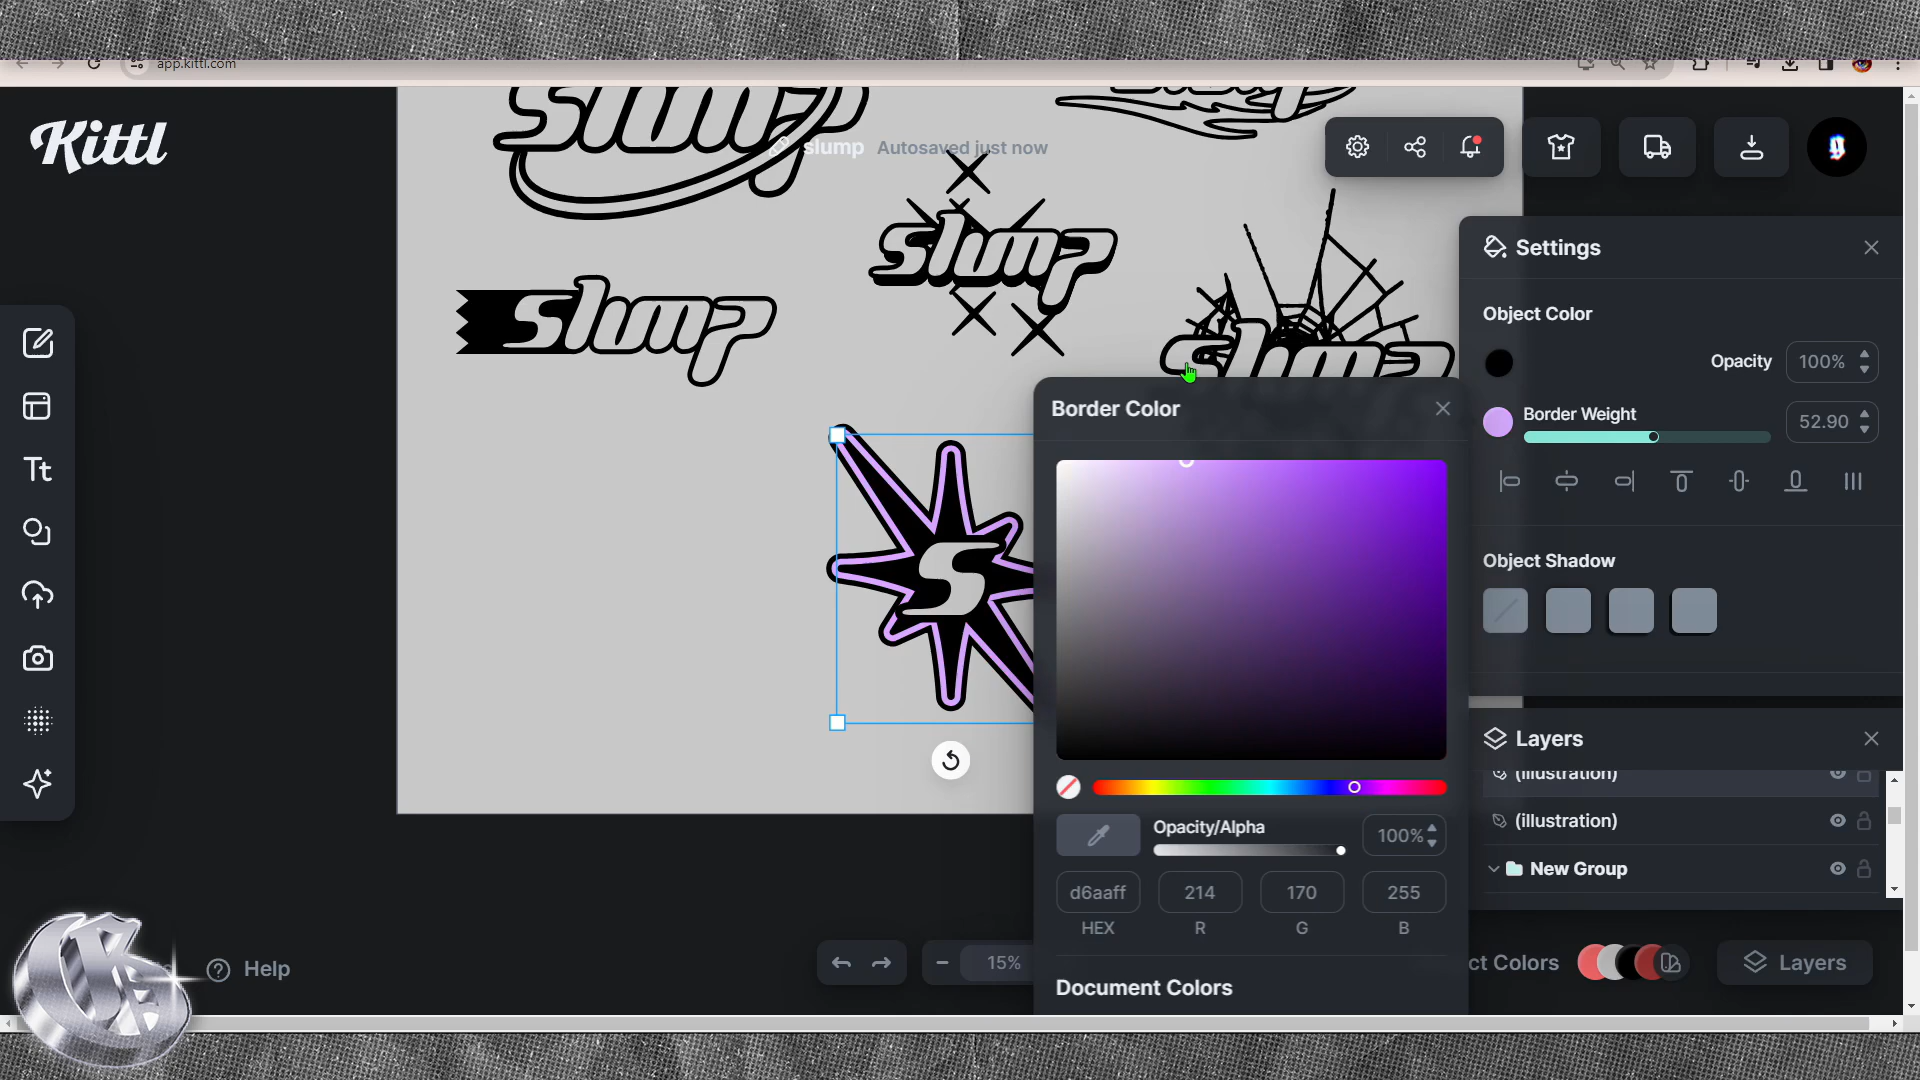 app.kittl.com
Kittl
slump
slump Autosaved just now
slump
slump
slump
S
Settings
Object Color
Opacity 100%
Border Weight 52.90
Object Shadow
Border Color
Opacity/Alpha 100%
d6aaff 214 170 255
HEX R G B
Document Colors
Layers
(illustration)
(illustration)
New Group
Help
15%
ct Colors
Layers